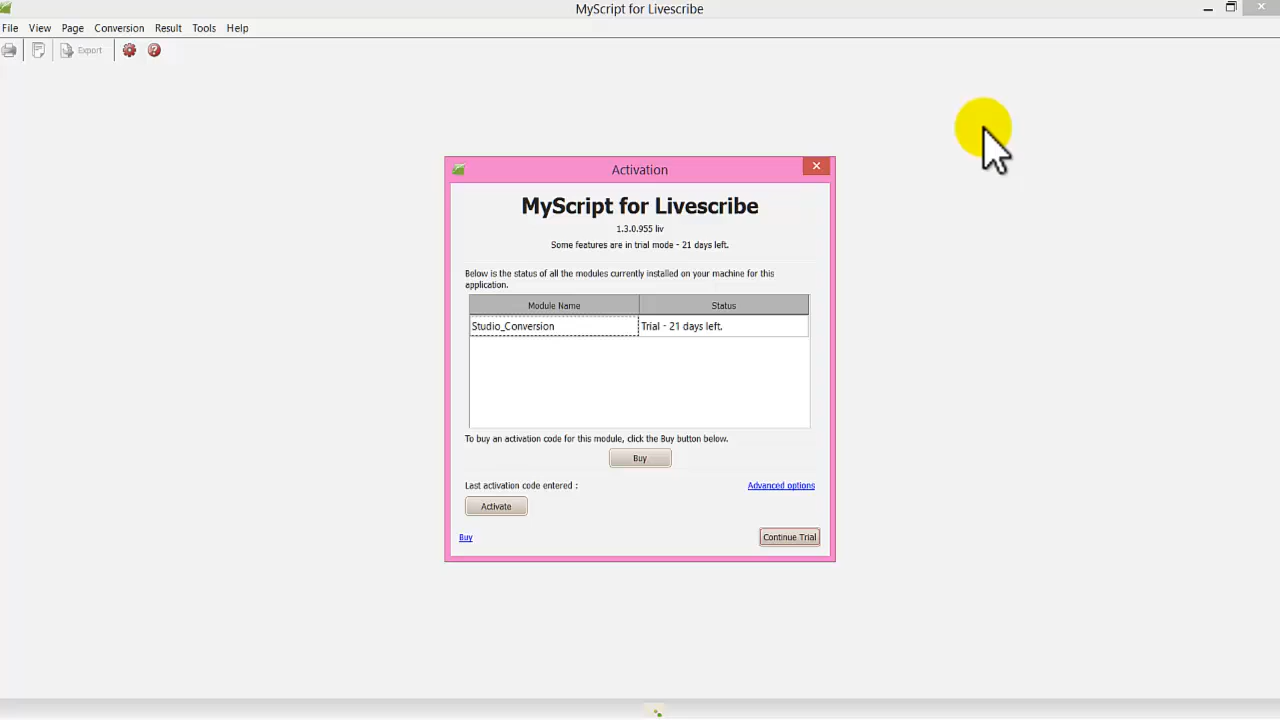 MyScript for Livescribe
File View Page Conversion Result Tools Help
Export
Activation
MyScript for Livescribe
1.3.0.955 liv
Some features are in trial mode - 21 days left.
Below is the status of all the modules currently installed on your machine for this
application.
Module Name Status
Studio_Conversion Trial - 21 days left.
To buy an activation code for this module, click the Buy button below.
Buy
Last activation code entered : Advanced options
Activate
Buy Continue Trial